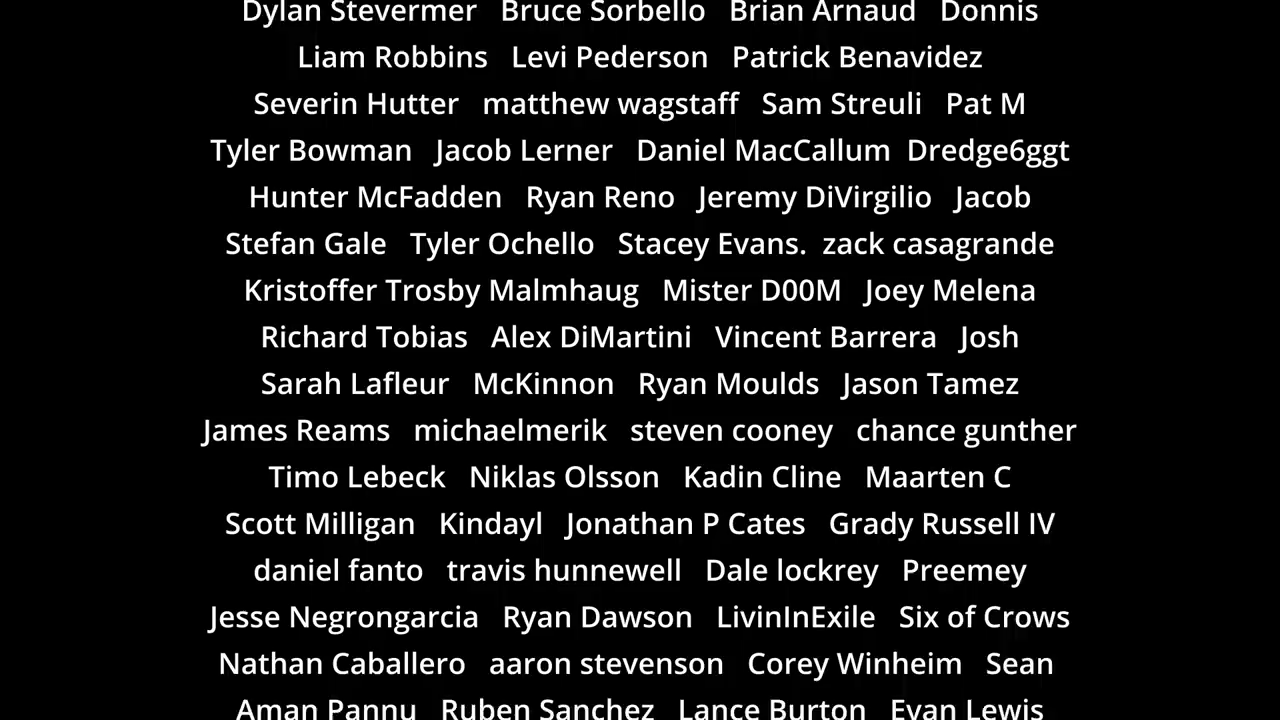 Dylan Stevermer Bruce Sorbello Brian Arnaud Donnis
Liam Robbins Levi Pederson Patrick Benavidez
Severin Hutter matthew wagstaff Sam Streuli Pat M
Tyler Bowman Jacob Lerner Daniel MacCallum Dredge6ggt
Hunter McFadden Ryan Reno Jeremy DiVirgilio Jacob
Stefan Gale Tyler Ochello Stacey Evans. zack casagrande
Kristoffer Trosby Malmhaug Mister D00M Joey Melena
Richard Tobias Alex DiMartini Vincent Barrera Josh
Sarah Lafleur McKinnon Ryan Moulds Jason Tamez
James Reams michaelmerik steven cooney chance gunther
Timo Lebeck Niklas Olsson Kadin Cline Maarten C
Scott Milligan Kindayl Jonathan P Cates Grady Russell IV
daniel fanto travis hunnewell Dale lockrey Preemey
Jesse Negrongarcia Ryan Dawson LivinInExile Six of Crows
Nathan Caballero aaron stevenson Corey Winheim Sean
Aman Pannu Ruben Sanchez Lance Burton Evan Lewis